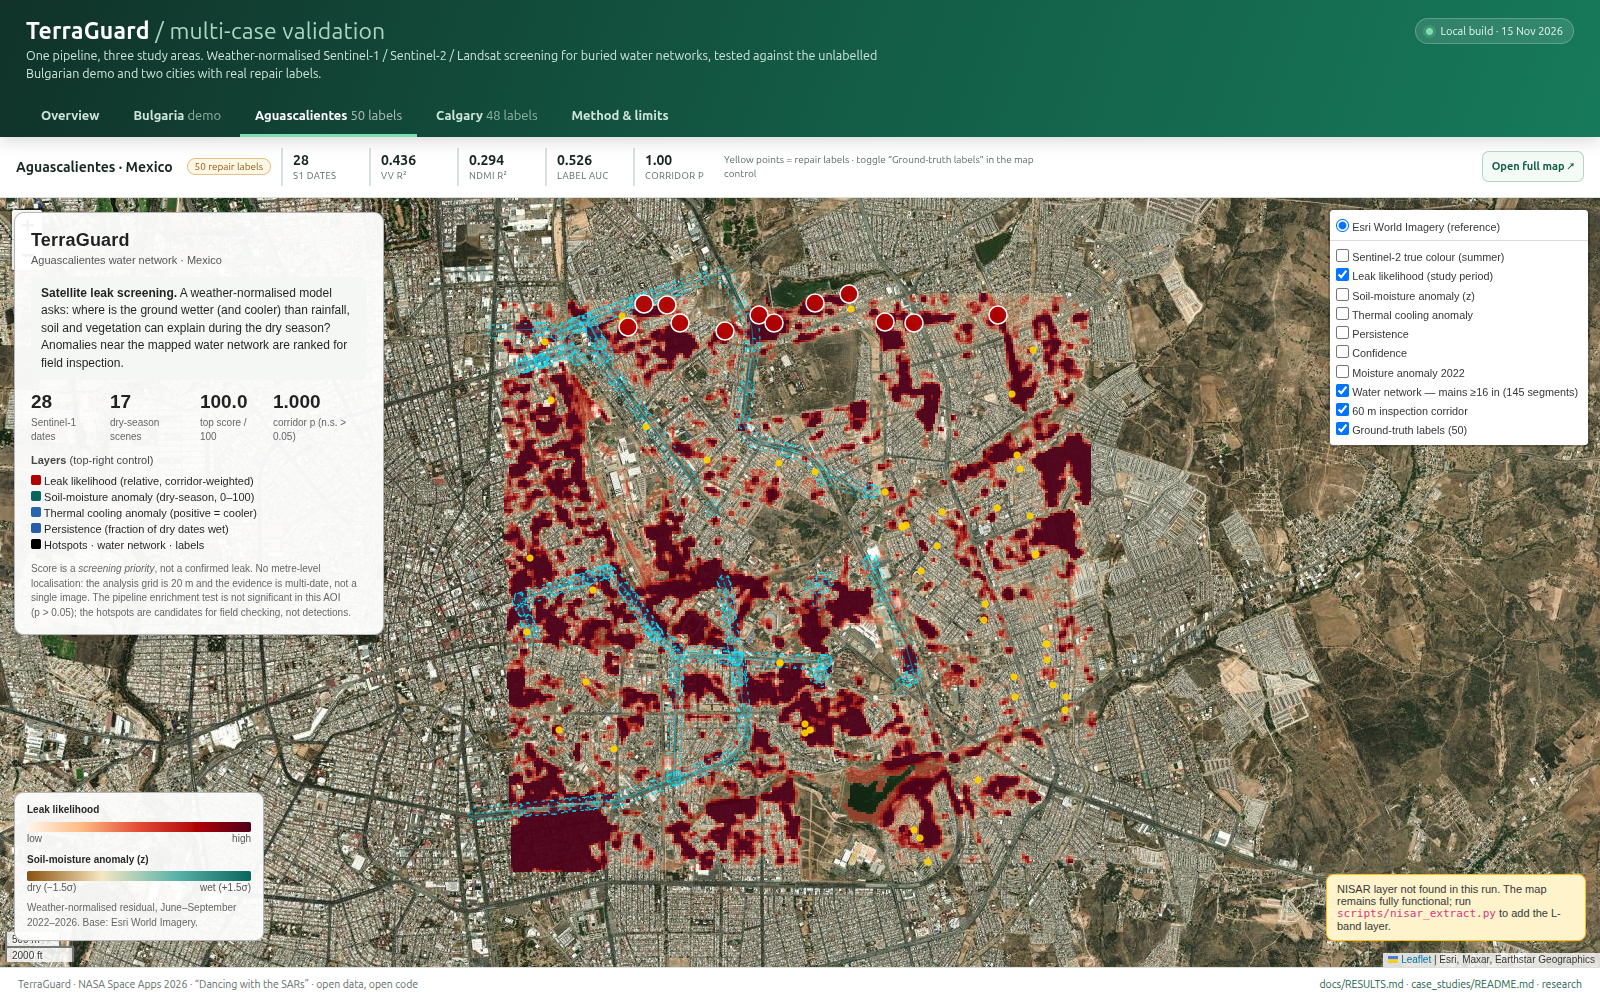 TerraGuard / multi-case validation
One pipeline, three study areas. Weather-normalised Sentinel-1 / Sentinel-2 / Landsat screening for buried water networks, tested against the unlabelled
Bulgarian demo and two cities with real repair labels.
Local build · 15 Nov 2026
Overview
Bulgaria demo
Aguascalientes 50 labels
Calgary 48 labels
Method & limits
Aguascalientes · Mexico
50 repair labels
28
S1 DATES
0.436
VV R²
0.294
NDMI R²
0.526
LABEL AUC
1.00
CORRIDOR P
Yellow points = repair labels · toggle “Ground-truth labels” in the map
control
Open full map ↗
TerraGuard
Aguascalientes water network · Mexico
Satellite leak screening. A weather-normalised model
asks: where is the ground wetter (and cooler) than rainfall,
soil and vegetation can explain during the dry season?
Anomalies near the mapped water network are ranked for
field inspection.
28
Sentinel-1
dates
17
dry-season
scenes
100.0
top score /
100
1.000
corridor p (n.s. >
0.05)
Layers (top-right control)
Leak likelihood (relative, corridor-weighted)
Soil-moisture anomaly (dry-season, 0–100)
Thermal cooling anomaly (positive = cooler)
Persistence (fraction of dry dates wet)
Hotspots · water network · labels
Score is a screening priority, not a confirmed leak. No metre-level
localisation: the analysis grid is 20 m and the evidence is multi-date, not a
single image. The pipeline enrichment test is not significant in this AOI
(p > 0.05); the hotspots are candidates for field checking, not detections.
Esri World Imagery (reference)
Sentinel-2 true colour (summer)
Leak likelihood (study period)
Soil-moisture anomaly (z)
Thermal cooling anomaly
Persistence
Confidence
Moisture anomaly 2022
Water network — mains ≥16 in (145 segments)
60 m inspection corridor
Ground-truth labels (50)
Leak likelihood
low high
Soil-moisture anomaly (z)
dry (−1.5σ) wet (+1.5σ)
Weather-normalised residual, June–September
2022–2026. Base: Esri World Imagery.
2000 ft
NISAR layer not found in this run. The map
remains fully functional; run
scripts/nisar_extract.py to add the L-
band layer.
Leaflet | Esri, Maxar, Earthstar Geographics
TerraGuard · NASA Space Apps 2026 · “Dancing with the SARs” · open data, open code
docs/RESULTS.md · case_studies/README.md · research